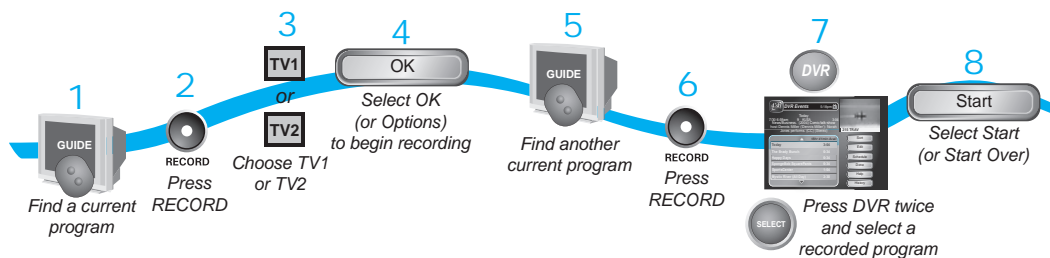 1
GUIDE
Find a current
program
2
RECORD
Press
RECORD
3
TV1
or
TV2
Choose TV1
or TV2
4
OK
Select OK
(or Options)
to begin recording
5
GUIDE
Find another
current program
6
RECORD
Press
RECORD
7
DVR
DVR Events
Today
SELECT
Press DVR twice
and select a
recorded program
8
Start
Select Start
(or Start Over)